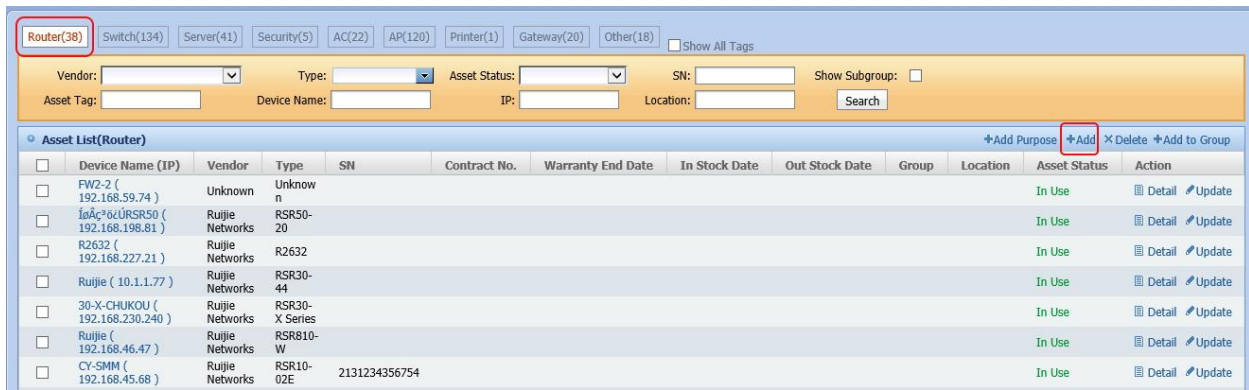 Router(38) Switch(134) Server(41) Security(5) AC(22) AP(120) Printer(1) Gateway(20) Other(18) Show All Tags
Vendor: Type: Asset Status: SN: Show Subgroup:
Asset Tag: Device Name: IP: Location: Search
Asset List(Router) +Add Purpose +Add ×Delete +Add to Group
Device Name (IP) Vendor Type SN Contract No. Warranty End Date In Stock Date Out Stock Date Group Location Asset Status Action
FW2-2 ( Unknow
192.168.59.74 ) Unknown n In Use Detail Update
ÍøÂç³ö¿ÚRSR50 ( Ruijie RSR50-
192.168.198.81 ) Networks 20 In Use Detail Update
R2632 ( Ruijie
192.168.227.21 ) Networks R2632 In Use Detail Update
Ruijie ( 10.1.1.77 ) Ruijie RSR30-
Networks 44 In Use Detail Update
30-X-CHUKOU ( Ruijie RSR30-
192.168.230.240 ) Networks X Series In Use Detail Update
Ruijie ( Ruijie RSR810-
192.168.46.47 ) Networks W In Use Detail Update
CY-SMM ( Ruijie RSR10-
192.168.45.68 ) Networks 02E 2131234356754 In Use Detail Update